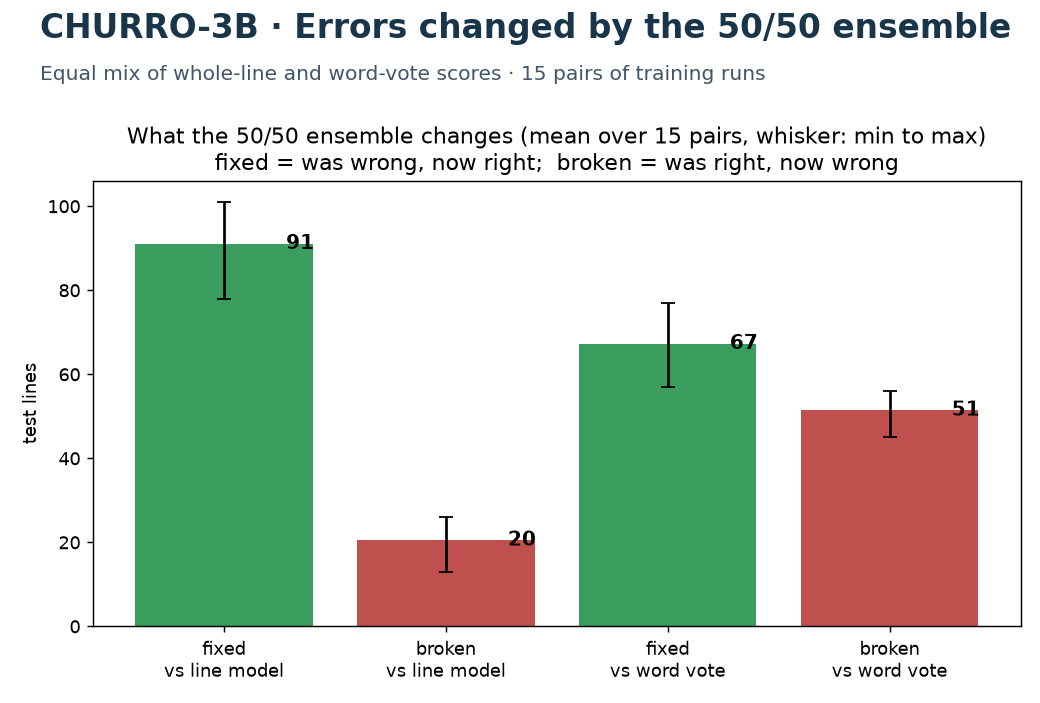 CHURRO-3B · Errors changed by the 50/50 ensemble
Equal mix of whole-line and word-vote scores · 15 pairs of training runs
What the 50/50 ensemble changes (mean over 15 pairs, whisker: min to max)
fixed = was wrong, now right;  broken = was right, now wrong
100
80
60
40
20
0
test lines
91
20
67
51
fixed
vs line model
broken
vs line model
fixed
vs word vote
broken
vs word vote